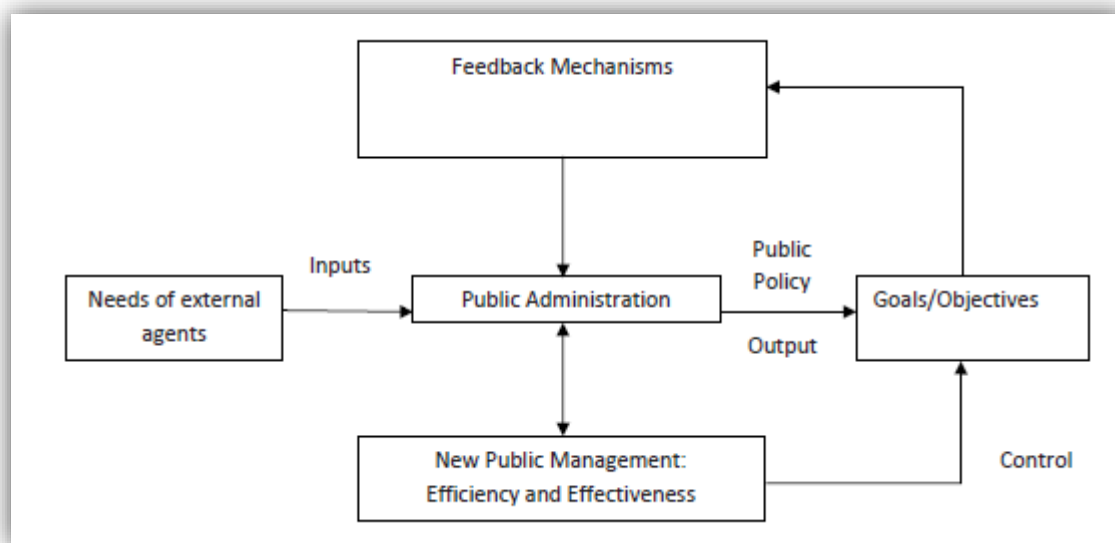 Feedback Mechanisms
Inputs
Public
Policy
Needs of external
agents
Public Administration
Goals/Objectives
Output
New Public Management:
Efficiency and Effectiveness
Control